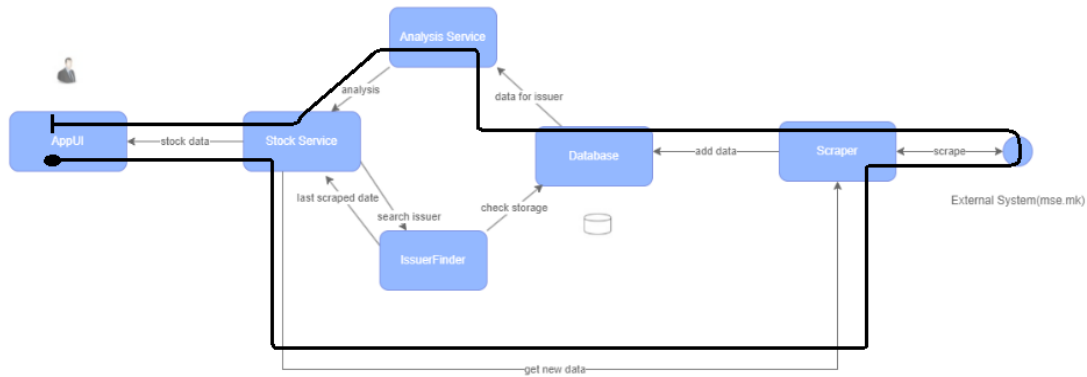 Analysis Service
analysis
data for issuer
AppUI
stock data
Stock Service
Database
add data
Scraper
scrape
last scraped date
search issuer
check storage
External System(mse.mk)
IssuerFinder
get new data